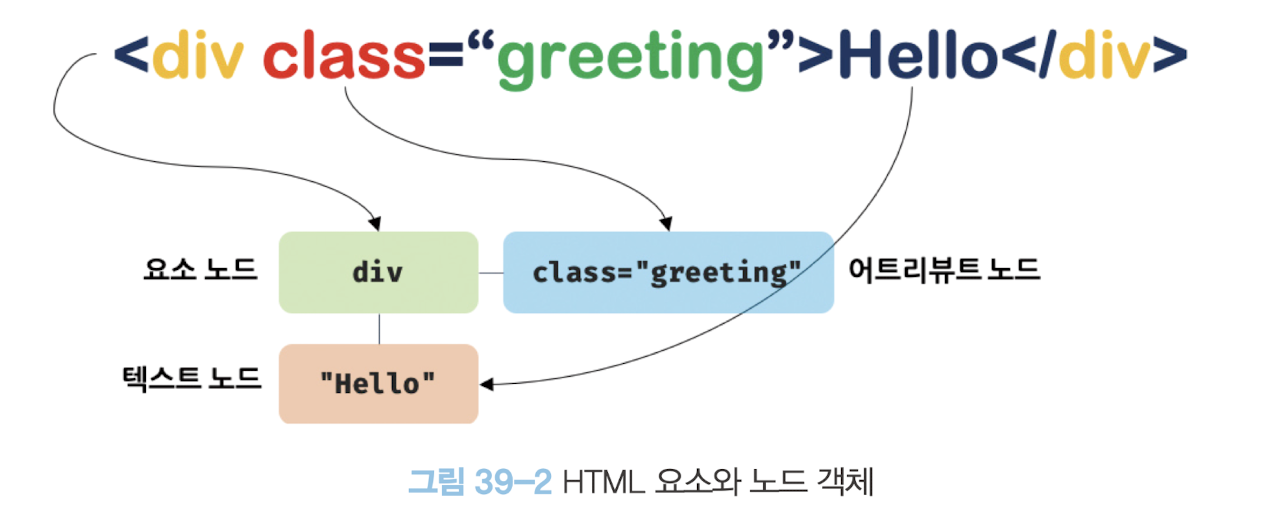 <div class=“greeting”>Hello</div>
요소 노드 div class="greeting" 어트리뷰트 노드
텍스트 노드 "Hello"
그림 39-2 HTML 요소와 노드 객체